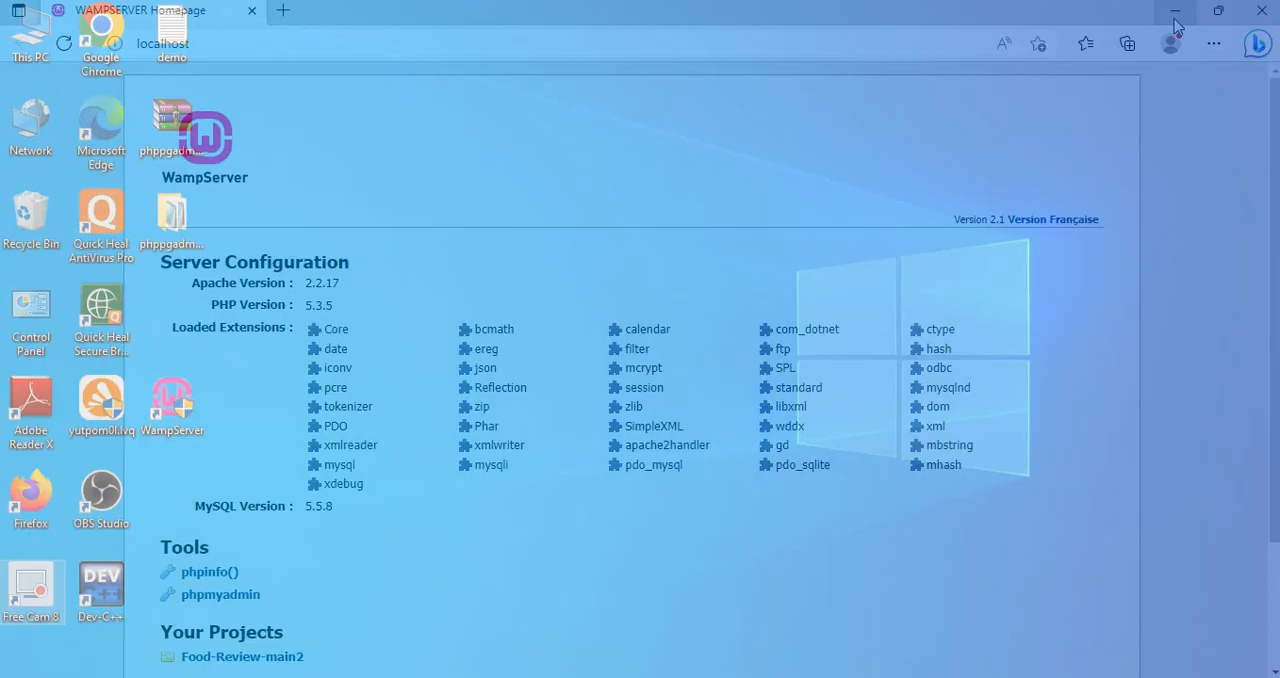 WAMPSERVER Homepage
localhost
This PC
Google
Chrome
demo
Network
Microsoft
Edge
phppgadm...
Recycle Bin
Quick Heal
AntiVirus Pro
phppgadm...
Control
Panel
Quick Heal
Secure Br...
Adobe
Reader X
yutpom0l.lvq
WampServer
Firefox
OBS Studio
Free Cam 8
DEV
C++
Dev-C++
WampServer
Version 2.1 Version Française
Server Configuration
Apache Version : 2.2.17
PHP Version : 5.3.5
Loaded Extensions : Core bcmath calendar com_dotnet ctype
date ereg filter ftp hash
iconv json mcrypt SPL odbc
pcre Reflection session standard mysqlnd
tokenizer zip zlib libxml dom
PDO Phar SimpleXML wddx xml
xmlreader xmlwriter apache2handler gd mbstring
mysql mysqli pdo_mysql pdo_sqlite mhash
xdebug
MySQL Version : 5.5.8
Tools
phpinfo()
phpmyadmin
Your Projects
Food-Review-main2